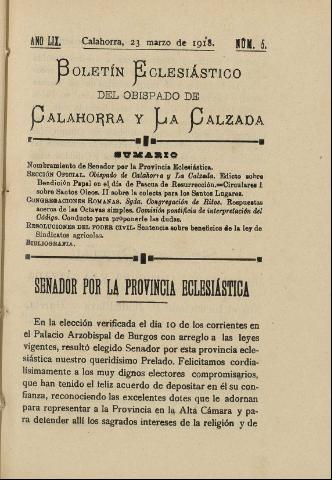 AÑO LIX.
Calahorra, 23 marzo de 1918.
NÚM. 6.
BOLETÍN ECLESIÁSTICO
DEL OBISPADO DE
CALAHORRA Y LA CALZADA
SUMARIO
Nombramiento de Senador por la Provincia Eclesiástica.
SECCIÓN OFICIAL. Obispado de Calahorra y La Calzada. Edicto sobre
Bendición Papal en el día de Pascua de Resurrección.—Circulares I
sobre Santos Oleos. II sobre la colecta para los Santos Lugares.
CONGREGACIONES ROMANAS. Sgda. Congregación de Ritos. Respuestas
acerca de las Octavas simples. Comisión pontificia de interpretación del
Código. Conducto para proponerle las dudas.
RESOLUCIONES DEL PODER CIVIL. Sentencia sobre beneficios de la ley de
Sindicatos agrícolas.
BIBLIOGRAFIA.
SENADOR POR LA PROVINCIA ECLESIÁSTICA
En la elección verificada el día 10 de los corrientes en
el Palacio Arzobispal de Burgos con arreglo a las leyes
vigentes, resultó elegido Senador por esta provincia ecle-
siástica nuestro queridísimo Prelado. Felicitamos cordia-
lísimamente a los muy dignos electores compromisarios,
que han tenido el feliz acuerdo de depositar en él su con-
fianza, reconociendo las excelentes dotes que le adornan
para representar a la Provincia en la Alta Cámara y pa-
ra defender allí los sagrados intereses de la religión y de